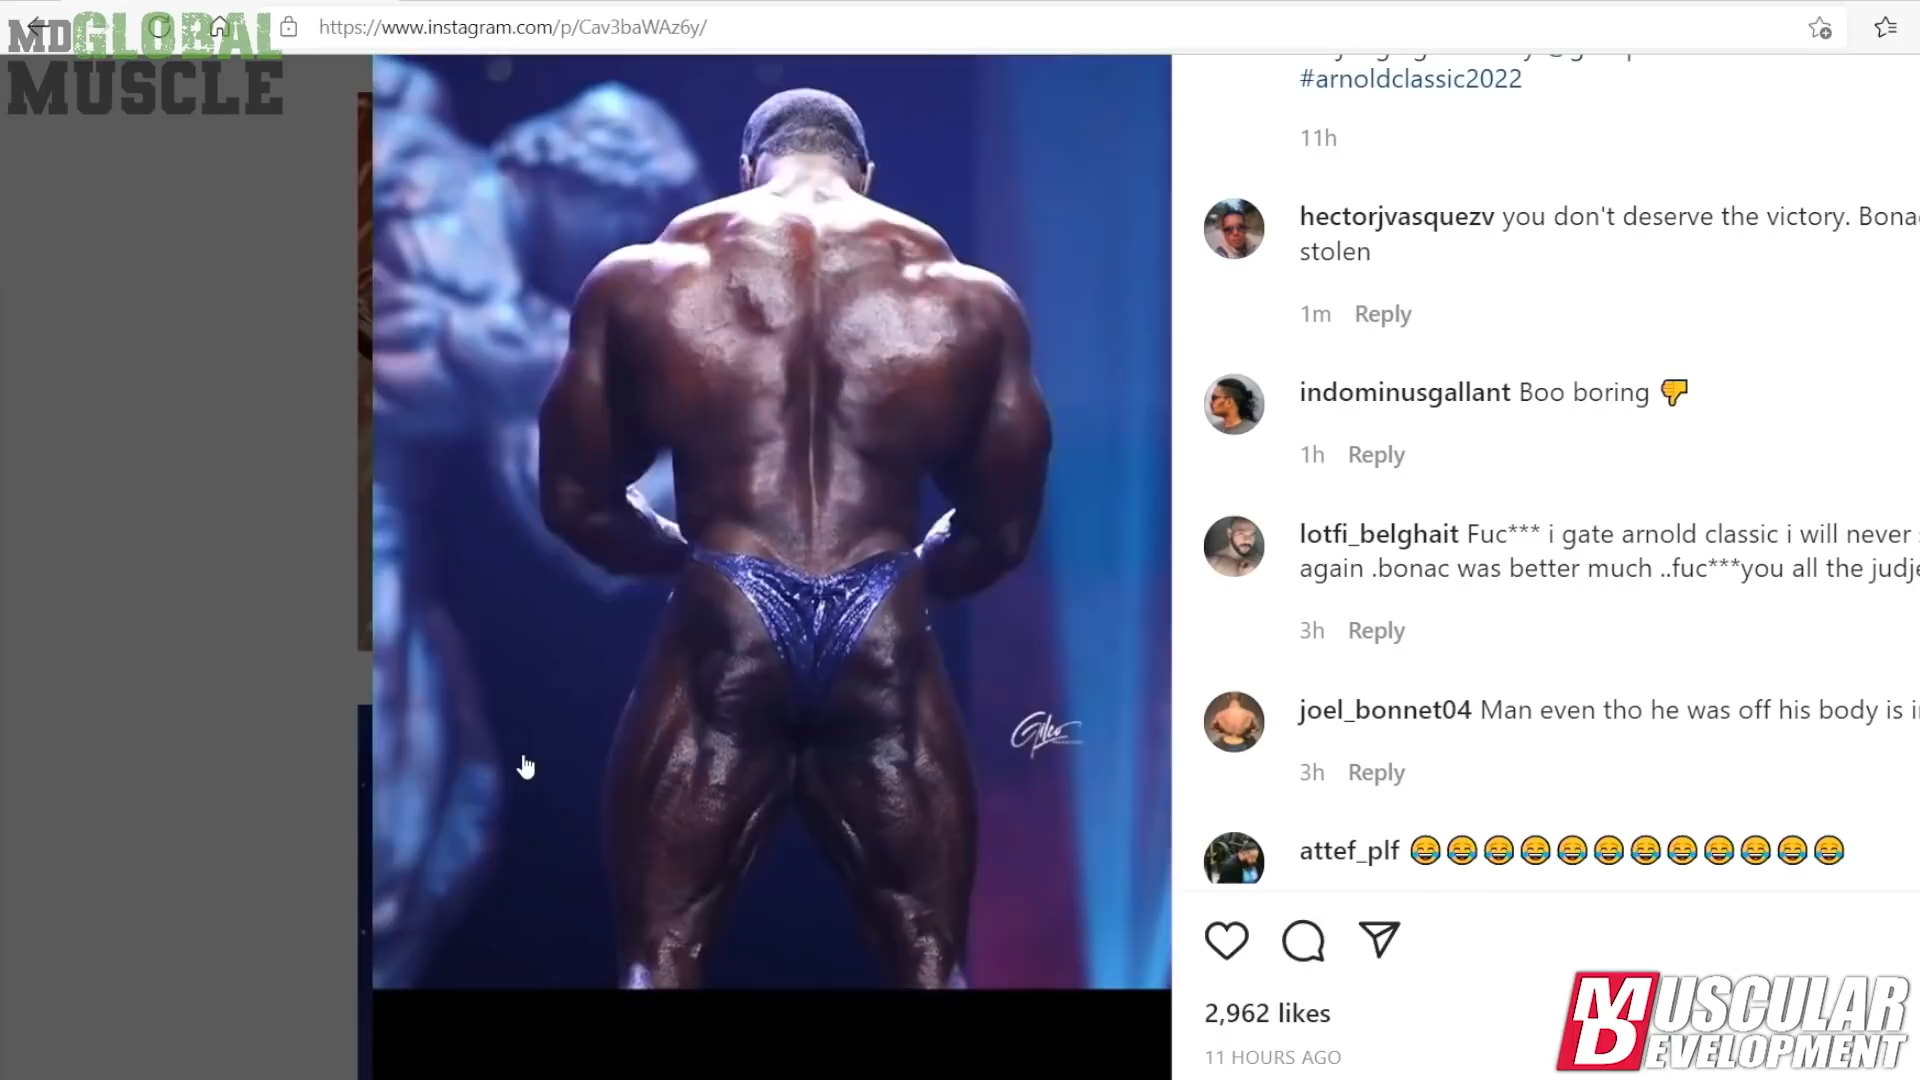 MD GLOBAL
MUSCLE
https://www.instagram.com/p/Cav3baWAz6y/
#arnoldclassic2022
11h
hectorjvasquezv you don't deserve the victory. Bonac
stolen
1m Reply
indominusgallant Boo boring
1h Reply
lotfi_belghait Fuc*** i gate arnold classic i will never
again .bonac was better much ..fuc***you all the judje
3h Reply
joel_bonnet04 Man even tho he was off his body is
3h Reply
attef_plf
Gilco
2,962 likes
11 HOURS AGO
MUSCULAR
DEVELOPMENT